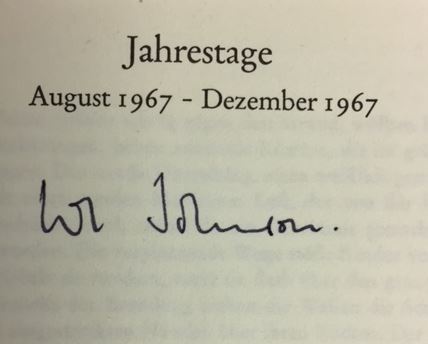 Jahrestage
August 1967 – Dezember 1967
Uwe Johnson.